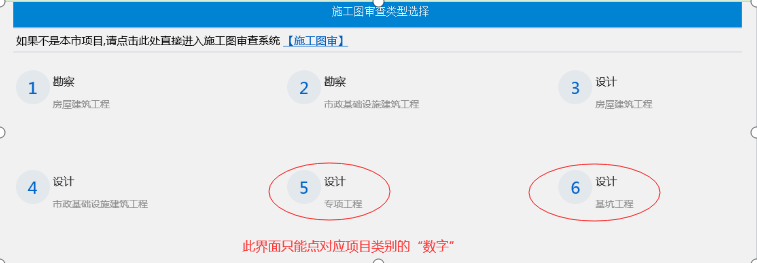 施工图审查类型选择
如果不是本市项目,请点击此处直接进入施工图审查系统 【施工图审】
1 勘察
房屋建筑工程
2 勘察
市政基础设施建筑工程
3 设计
房屋建筑工程
4 设计
市政基础设施建筑工程
5 设计
专项工程
6 设计
基坑工程
此界面只能点对应项目类别的“数字”